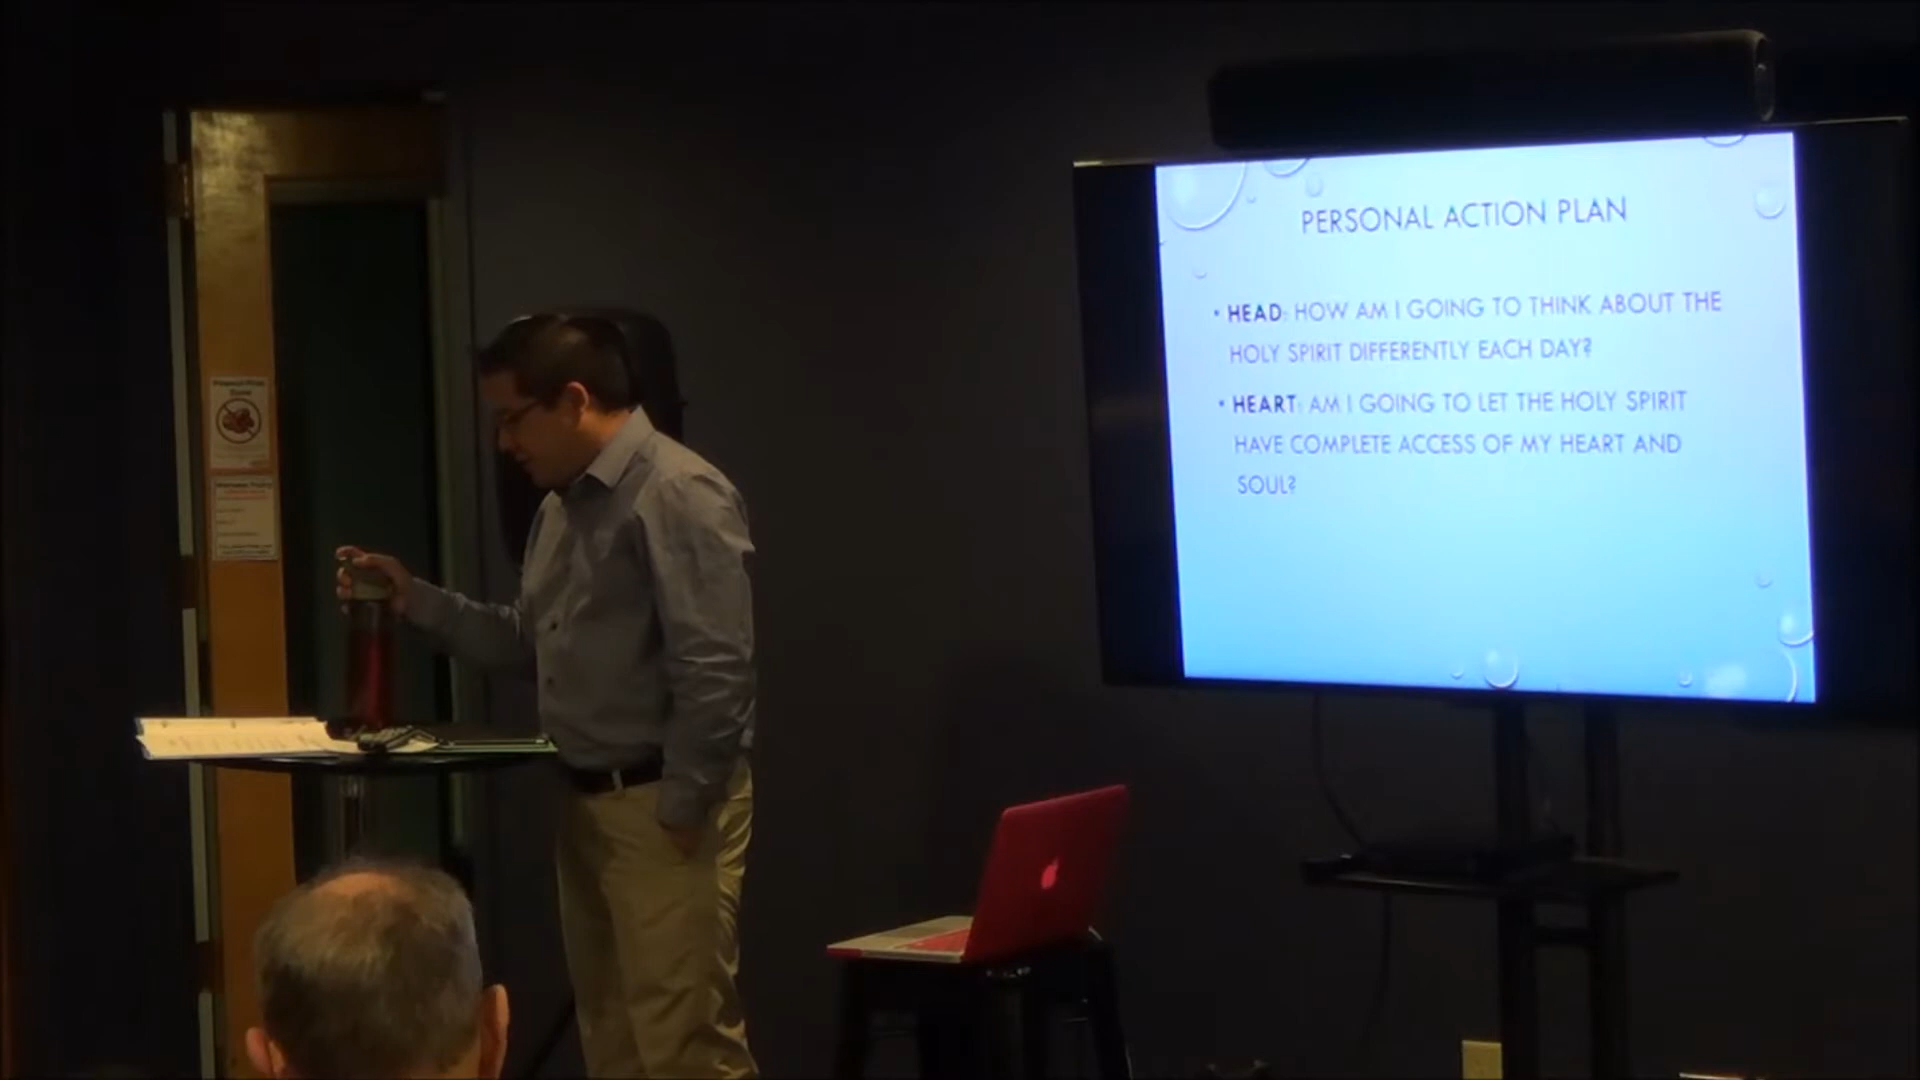 PERSONAL ACTION PLAN
• HEAD: HOW AM I GOING TO THINK ABOUT THE
HOLY SPIRIT DIFFERENTLY EACH DAY?
• HEART: AM I GOING TO LET THE HOLY SPIRIT
HAVE COMPLETE ACCESS OF MY HEART AND
SOUL?